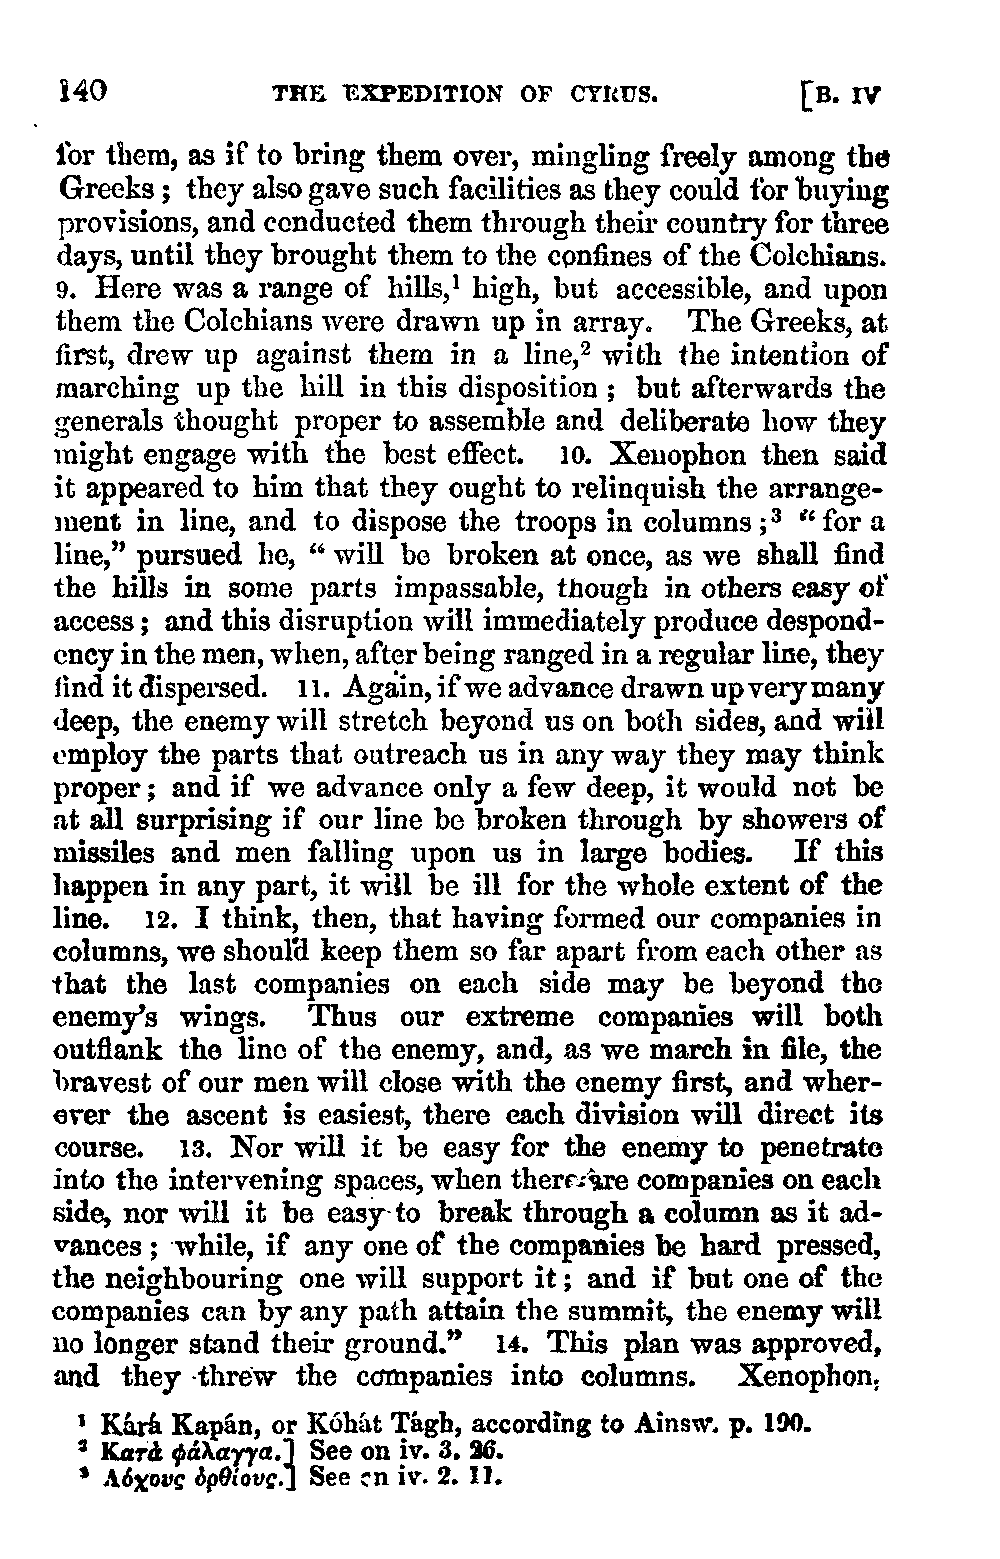 140 THE EXPEDITION OF CYRUS. [B. IV
for them, as if to bring them over, mingling freely among the
Greeks; they also gave such facilities as they could for buying
provisions, and conducted them through their country for three
days, until they brought them to the confines of the Colchians.
9. Here was a range of hills,¹ high, but accessible, and upon
them the Colchians were drawn up in array. The Greeks, at
first, drew up against them in a line,² with the intention of
marching up the hill in this disposition; but afterwards the
generals thought proper to assemble and deliberate how they
might engage with the best effect. 10. Xenophon then said
it appeared to him that they ought to relinquish the arrange-
ment in line, and to dispose the troops in columns;³ “for a
line,” pursued he, “will be broken at once, as we shall find
the hills in some parts impassable, though in others easy of
access; and this disruption will immediately produce despond-
ency in the men, when, after being ranged in a regular line, they
find it dispersed. 11. Again, if we advance drawn up very many
deep, the enemy will stretch beyond us on both sides, and will
employ the parts that outreach us in any way they may think
proper; and if we advance only a few deep, it would not be
at all surprising if our line be broken through by showers of
missiles and men falling upon us in large bodies. If this
happen in any part, it will be ill for the whole extent of the
line. 12. I think, then, that having formed our companies in
columns, we should keep them so far apart from each other as
that the last companies on each side may be beyond the
enemy's wings. Thus our extreme companies will both
outflank the line of the enemy, and, as we march in file, the
bravest of our men will close with the enemy first, and wher-
ever the ascent is easiest, there each division will direct its
course. 13. Nor will it be easy for the enemy to penetrate
into the intervening spaces, when there are companies on each
side, nor will it be easy to break through a column as it ad-
vances; while, if any one of the companies be hard pressed,
the neighbouring one will support it; and if but one of the
companies can by any path attain the summit, the enemy will
no longer stand their ground.” 14. This plan was approved,
and they threw the companies into columns. Xenophon,
¹ Kárá Kapán, or Kóhát Tágh, according to Ainsw. p. 190.
² Κατὰ φάλαγγα.] See on iv. 3. 26.
³ Λόχους ὀρθίους.] See on iv. 2. 11.